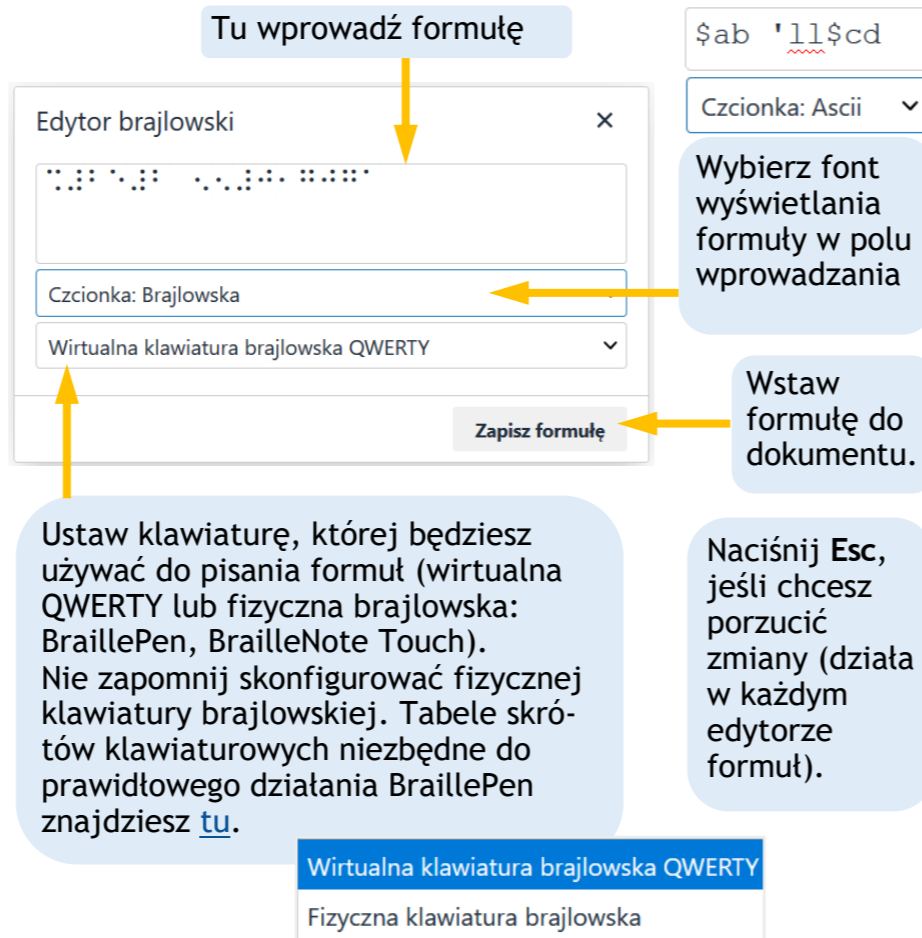 Tu wprowadź formułę
$ab 'll$cd
Czcionka: Ascii
Edytor brajlowski
Wybierz font
wyświetlania
formuły w polu
wprowadzania
Czcionka: Brajlowska
Wirtualna klawiatura brajlowska QWERTY
Zapisz formułę
Wstaw
formułę do
dokumentu.
Ustaw klawiaturę, której będziesz
używać do pisania formuł (wirtualna
QWERTY lub fizyczna brajlowska:
BraillePen, BrailleNote Touch).
Nie zapomnij skonfigurować fizycznej
klawiatury brajlowskiej. Tabele skró-
tów klawiaturowych niezbędne do
prawidłowego działania BraillePen
znajdziesz tu.
Naciśnij Esc,
jeśli chcesz
porzucić
zmiany (działa
w każdym
edytorze
formuł).
Wirtualna klawiatura brajlowska QWERTY
Fizyczna klawiatura brajlowska